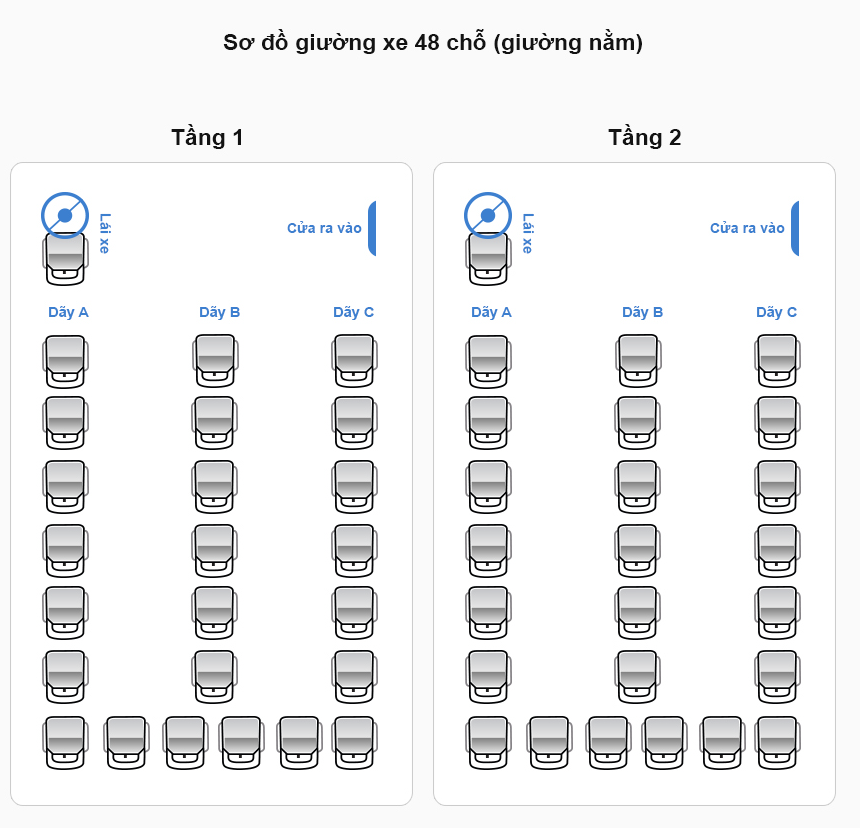 Sơ đồ giường xe 48 chỗ (giường nằm)
Tầng 1
Lái xe
Cửa ra vào
Dãy A
Dãy B
Dãy C
Tầng 2
Lái xe
Cửa ra vào
Dãy A
Dãy B
Dãy C